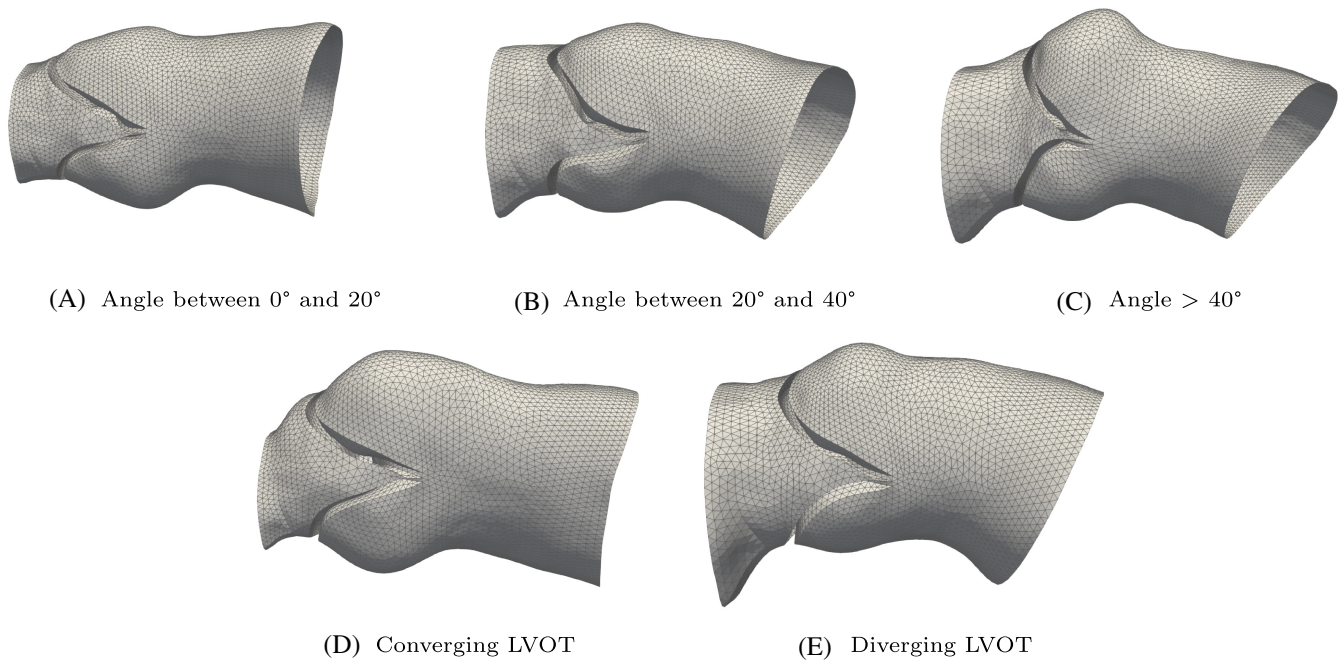 (A) Angle between 0° and 20°
(B) Angle between 20° and 40°
(C) Angle > 40°
(D) Converging LVOT
(E) Diverging LVOT